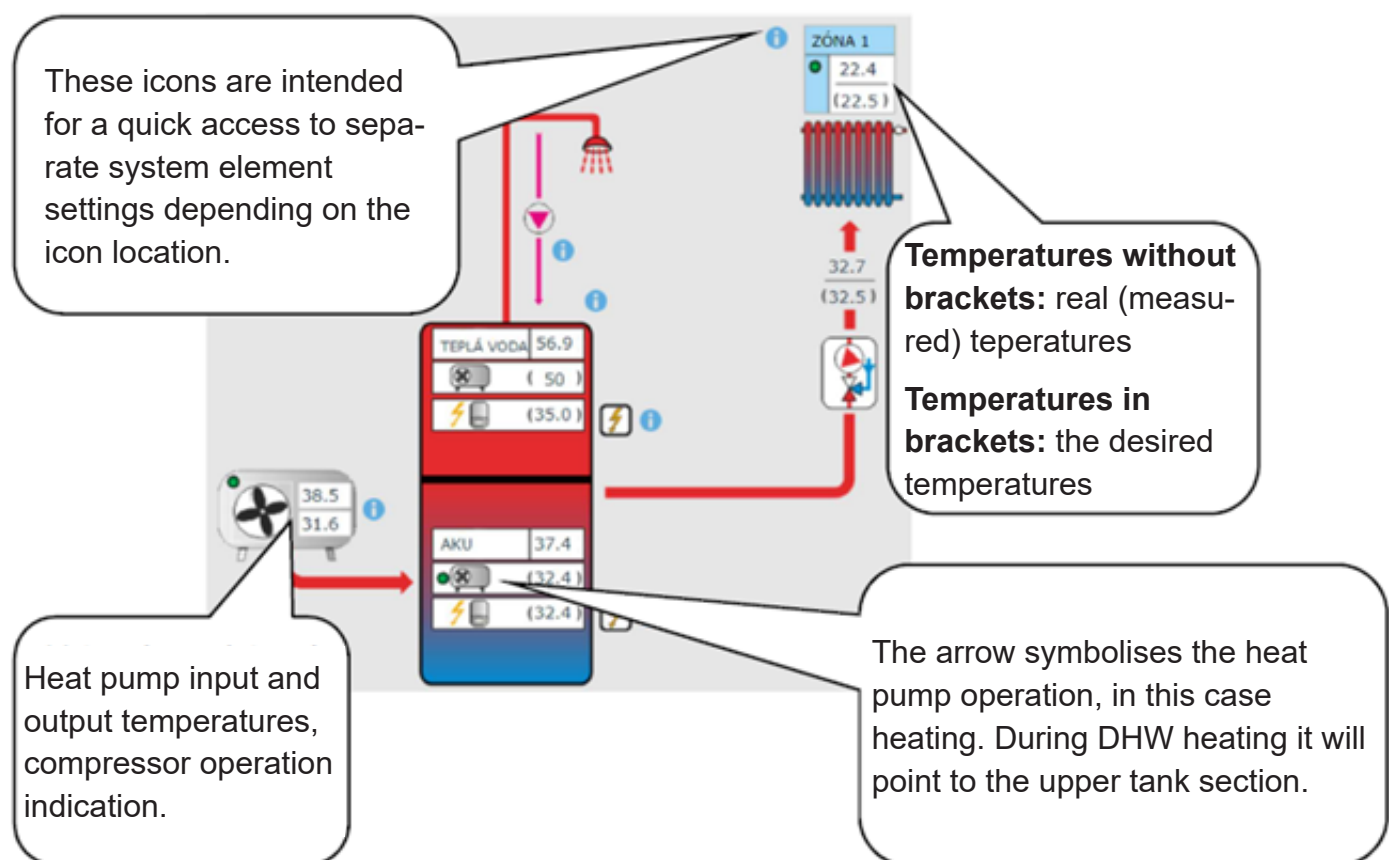 These icons are intended
for a quick access to sepa-
rate system element
settings depending on the
icon location.
ZÓNA 1
22.4
(22.5)
Temperatures without
brackets: real (measu-
red) teperatures
Temperatures in
brackets: the desired
temperatures
32.7
(32.5)
TEPLÁ VODA 56.9
( 50 )
(35.0)
38.5
31.6
AKU 37.4
(32.4)
(32.4)
Heat pump input and
output temperatures,
compressor operation
indication.
The arrow symbolises the heat
pump operation, in this case
heating. During DHW heating it will
point to the upper tank section.